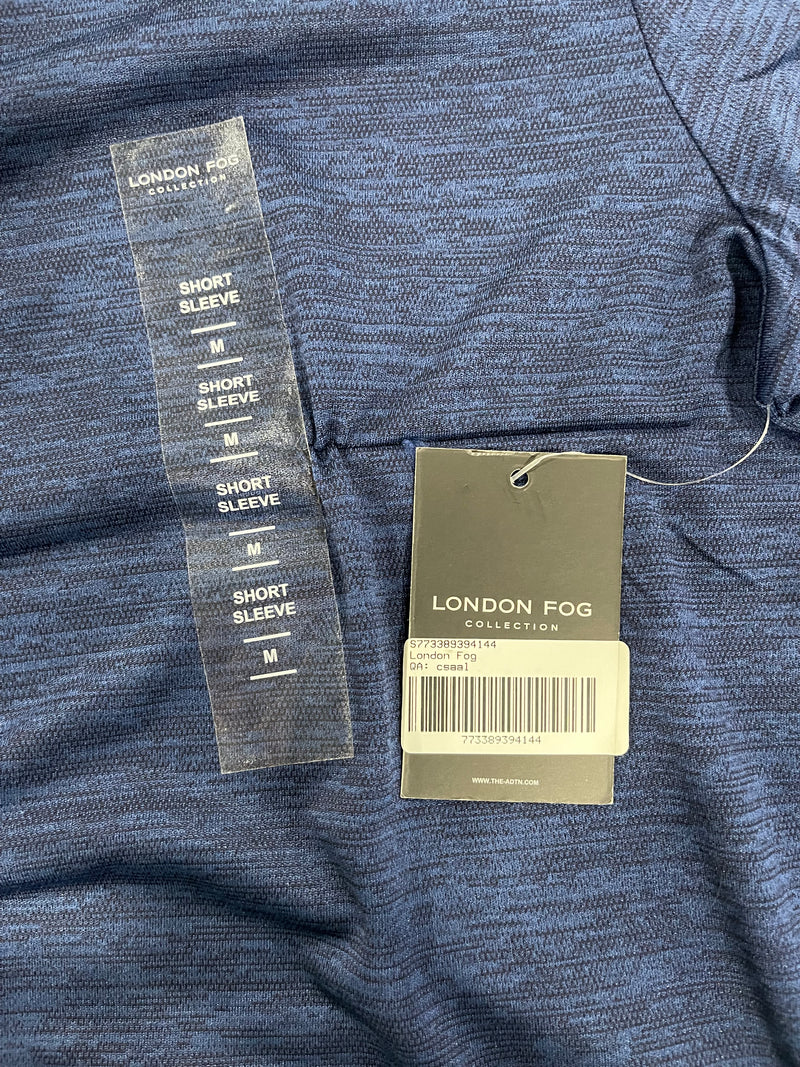 LONDON FOG
COLLECTION
SHORT
SLEEVE
M
SHORT
SLEEVE
M
SHORT
SLEEVE
M
SHORT
SLEEVE
M
LONDON FOG
COLLECTION
S773389394144
London Fog
QA: csaal
773389394144
WWW.THE-ADTN.COM